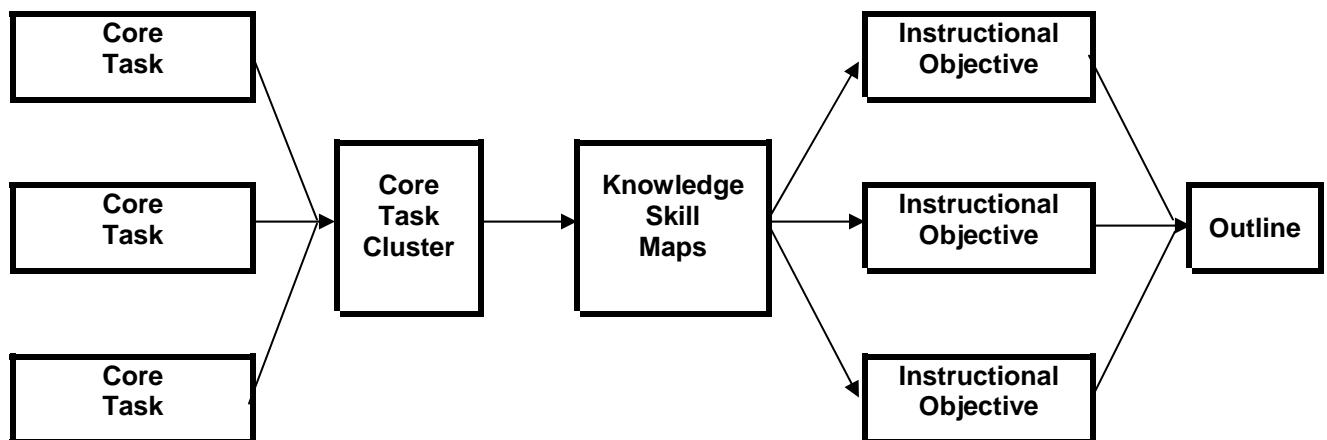 Core
Task
Core
Task
Core
Task
Core
Task
Cluster
Knowledge
Skill
Maps
Instructional
Objective
Instructional
Objective
Instructional
Objective
Outline